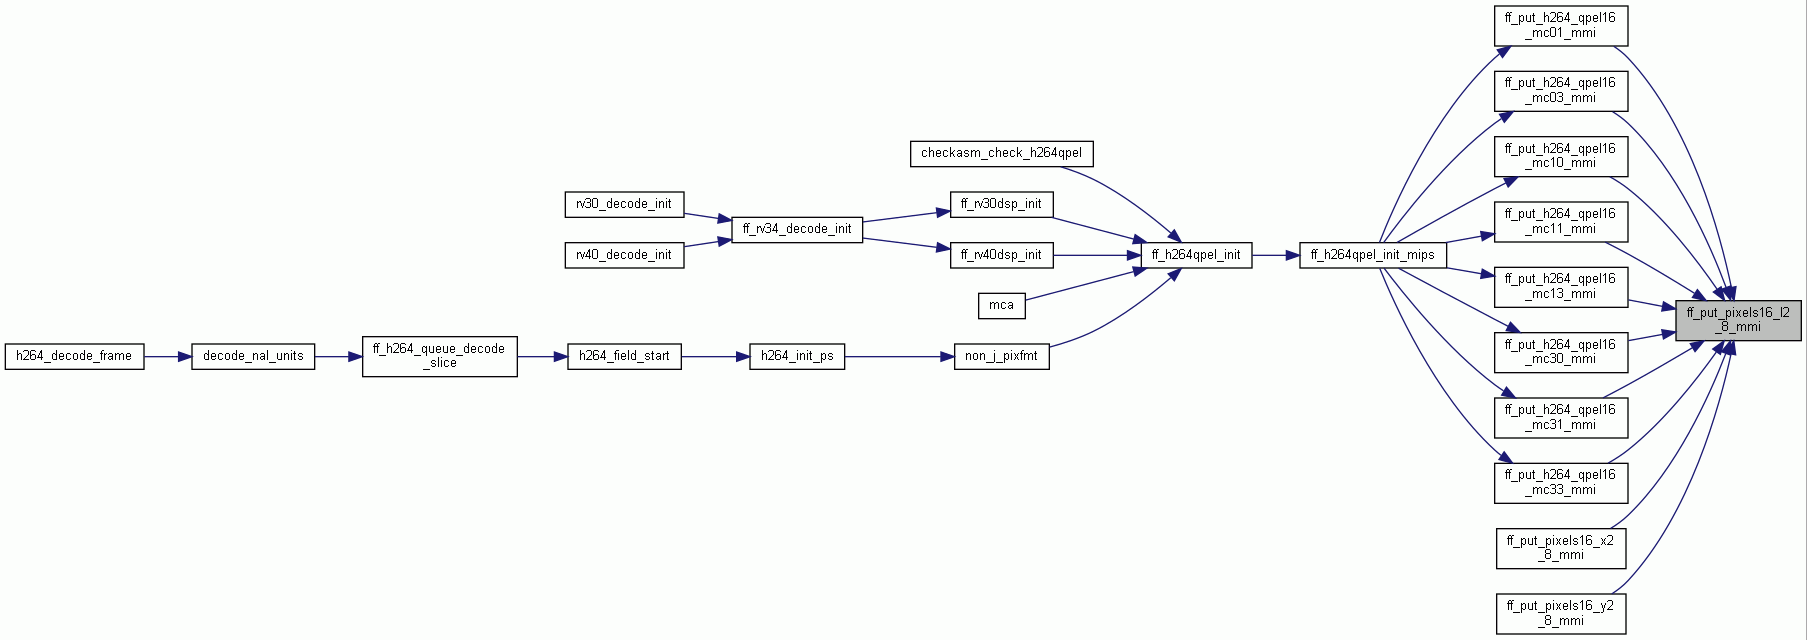 ff_put_h264_qpel16
_mc01_mmi
ff_put_h264_qpel16
_mc03_mmi
ff_put_h264_qpel16
_mc10_mmi
checkasm_check_h264qpel
rv30_decode_init
ff_rv30dsp_init
ff_put_h264_qpel16
_mc11_mmi
ff_rv34_decode_init
rv40_decode_init
ff_rv40dsp_init
ff_h264qpel_init
ff_h264qpel_init_mips
ff_put_h264_qpel16
_mc13_mmi
mca
ff_put_pixels16_l2
_8_mmi
h264_decode_frame
decode_nal_units
ff_h264_queue_decode
_slice
h264_field_start
h264_init_ps
non_j_pixfmt
ff_put_h264_qpel16
_mc30_mmi
ff_put_h264_qpel16
_mc31_mmi
ff_put_h264_qpel16
_mc33_mmi
ff_put_pixels16_x2
_8_mmi
ff_put_pixels16_y2
_8_mmi